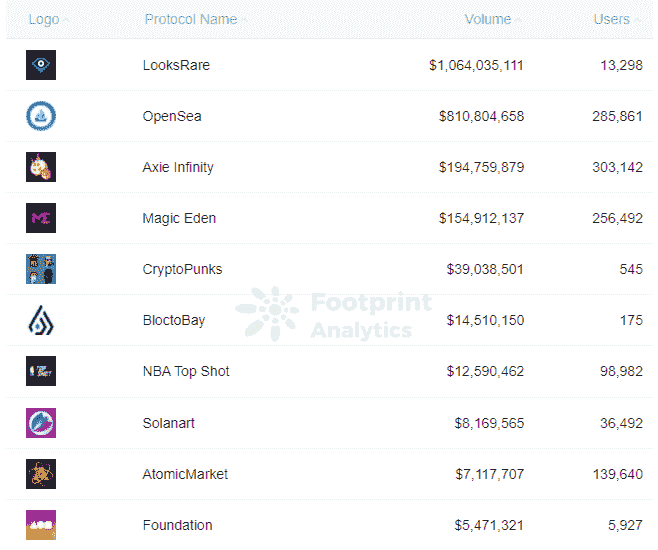 Logo Protocol Name Volume Users
LooksRare $1,064,035,111 13,298
OpenSea $810,804,658 285,861
Axie Infinity $194,759,879 303,142
Magic Eden $154,912,137 256,492
CryptoPunks $39,038,501 545
BloctoBay $14,510,150 175
Footprint
Analytics
NBA Top Shot $12,590,462 98,982
Solanart $8,169,565 36,492
AtomicMarket $7,117,707 139,640
Foundation $5,471,321 5,927